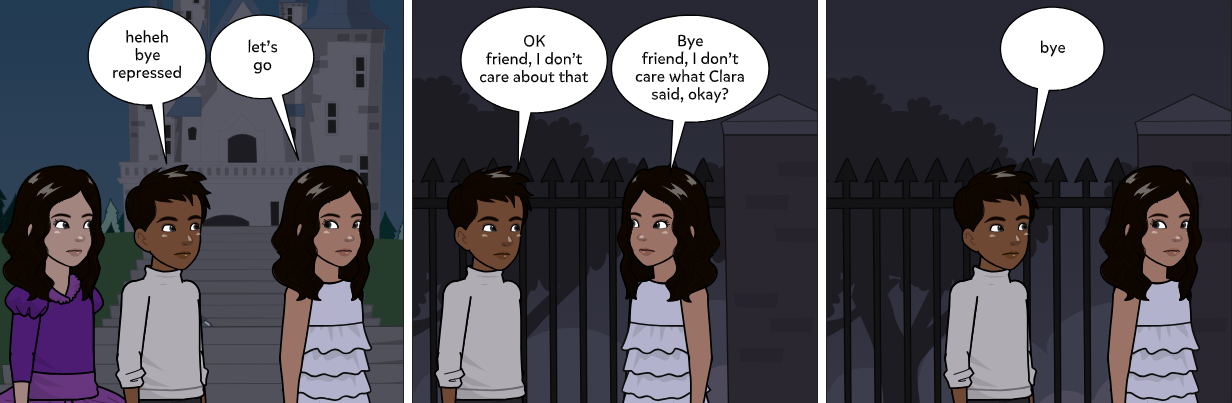 heheh
bye
repressed
let's
go
OK
friend, I don't
care about that
Bye
friend, I don't
care what Clara
said, okay?
bye